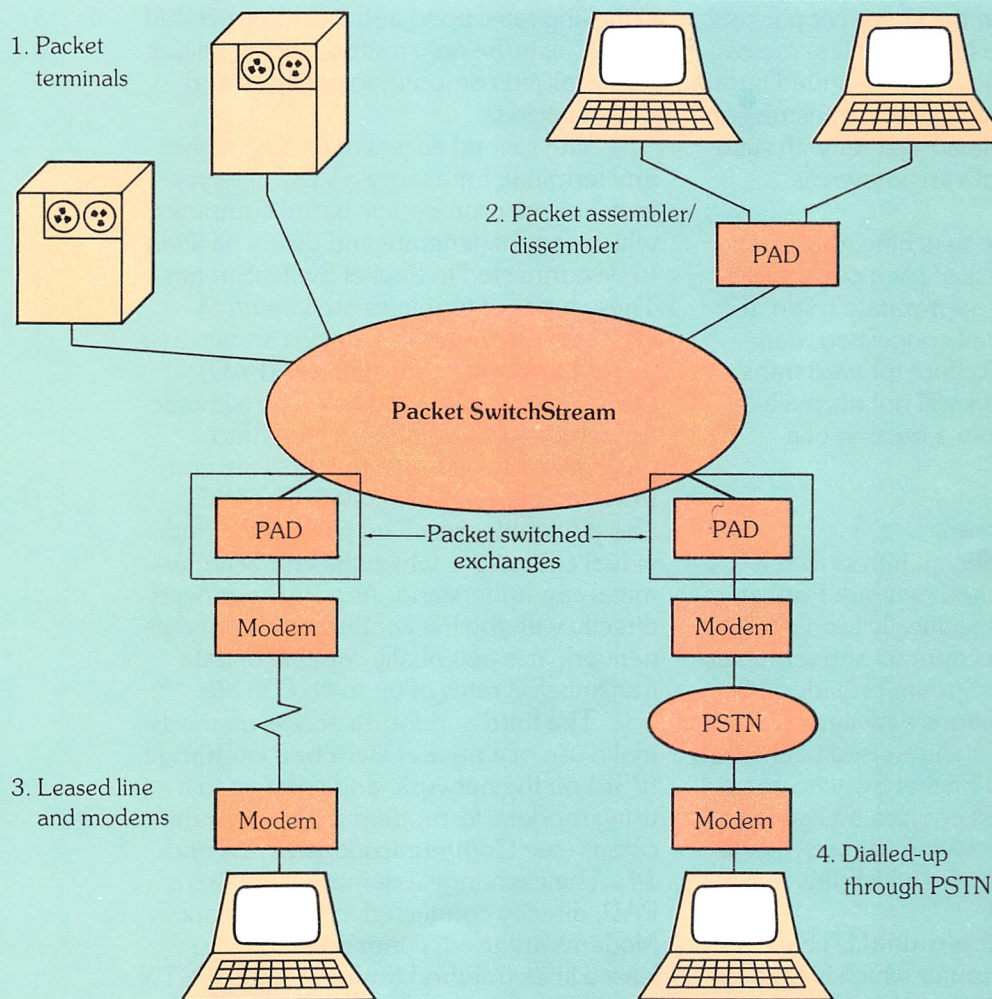 1. Packet
terminals
2. Packet assembler/
dissembler
PAD
Packet SwitchStream
PAD
Packet switched
exchanges
PAD
Modem
Modem
PSTN
3. Leased line
and modems
Modem
Modem
4. Dialled-up
through PSTN